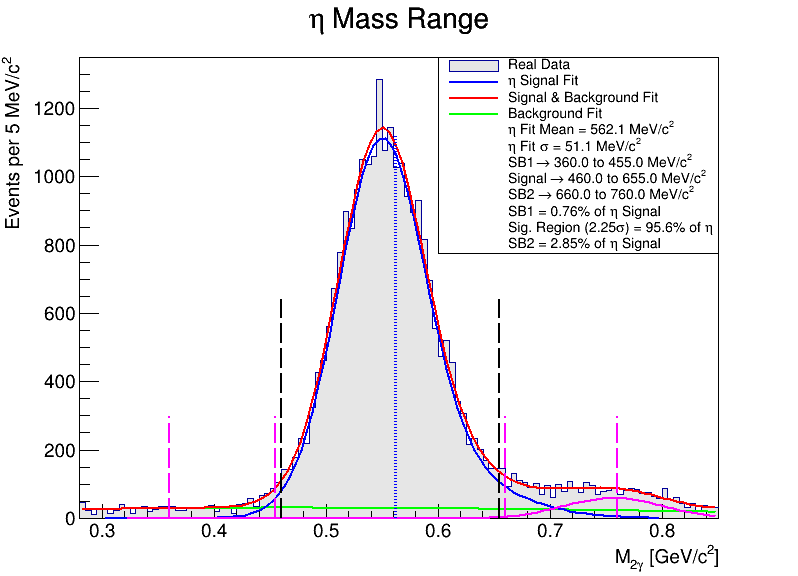 η Mass Range
Events per 5 MeV/c²
1200
1000
800
600
400
200
0
Real Data
η Signal Fit
Signal & Background Fit
Background Fit
η Fit Mean = 562.1 MeV/c²
η Fit σ = 51.1 MeV/c²
SB1 → 360.0 to 455.0 MeV/c²
Signal → 460.0 to 655.0 MeV/c²
SB2 → 660.0 to 760.0 MeV/c²
SB1 = 0.76% of η Signal
Sig. Region (2.25σ) = 95.6% of η
SB2 = 2.85% of η Signal
0.3 0.4 0.5 0.6 0.7 0.8
M2γ [GeV/c²]